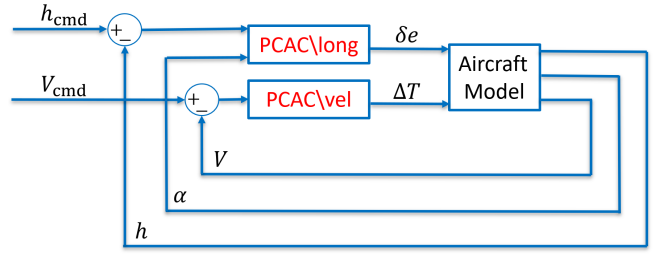 h_cmd
+
−
PCAC\long
δe
Aircraft
Model
V_cmd
+
−
PCAC\vel
ΔT
V
α
h